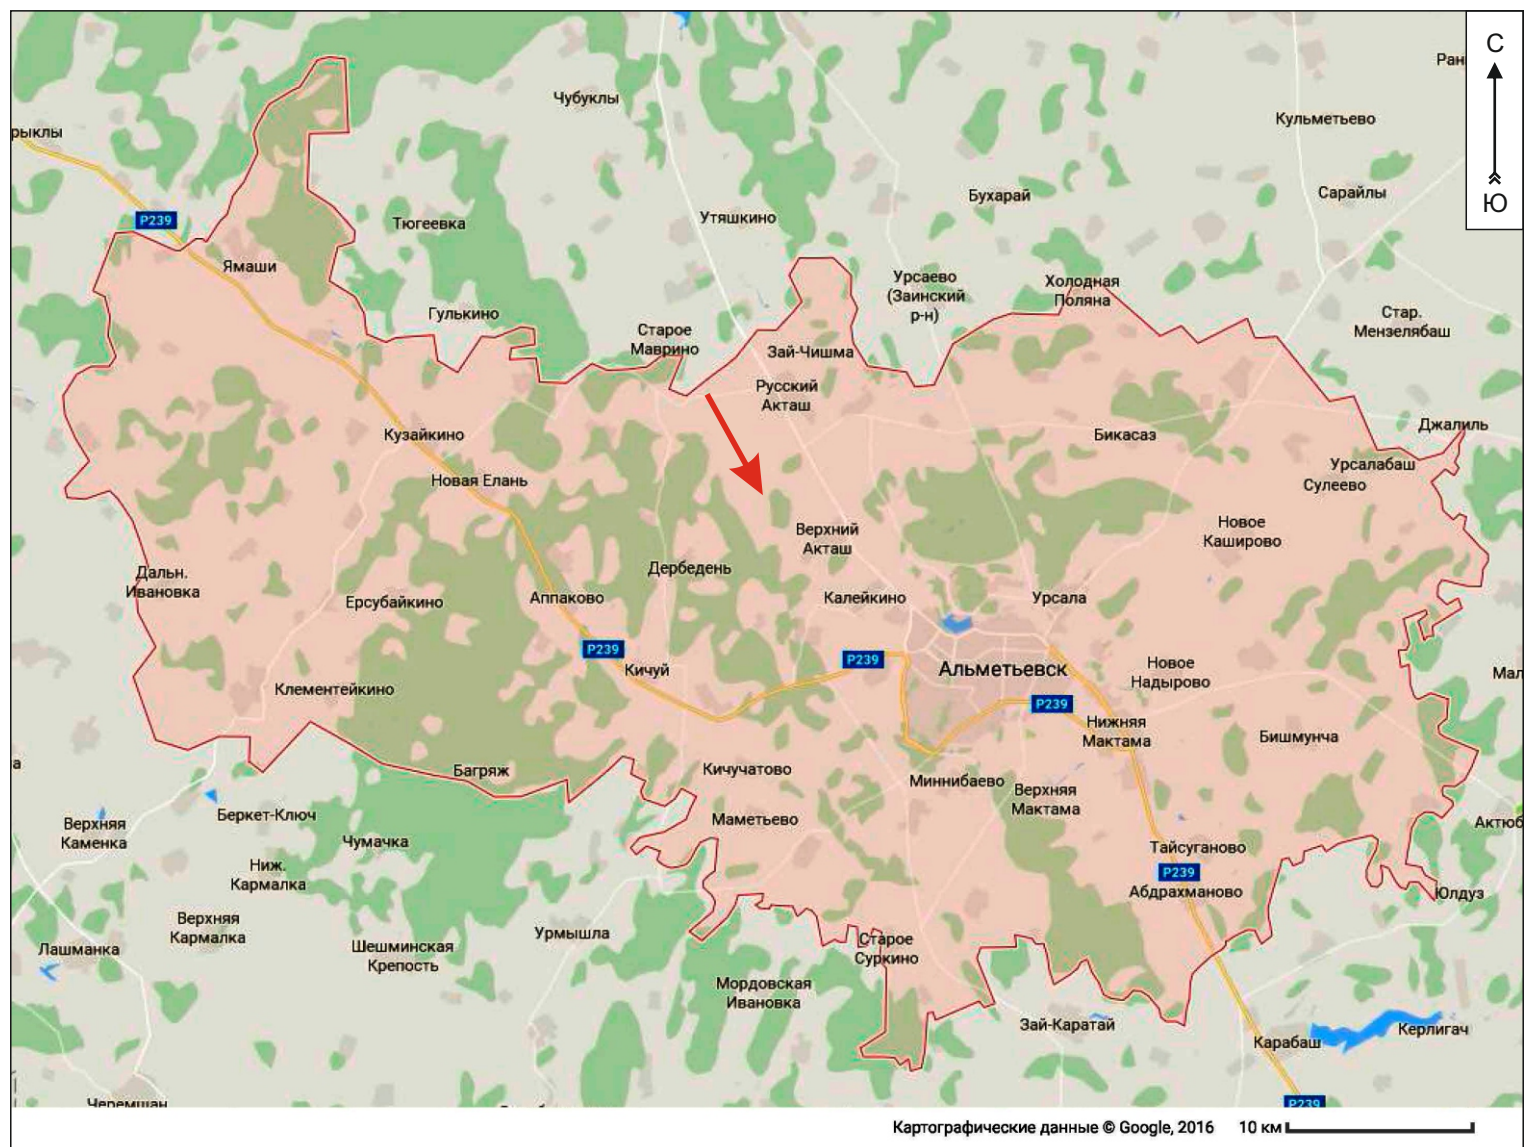 С
Ю
Ран
Чубуклы
Кульметьево
рыклы
Сарайлы
Бухарай
Р239
Утяшкино
Тюгеевка
Ямаши
Урсаево
(Заинский
р-н)
Холодная
Поляна
Гулькино
Стар.
Мензелябаш
Старое
Маврино
Зай-Чишма
Русский
Акташ
Джалиль
Кузайкино
Бикасаз
Урсалабаш
Сулеево
Новая Елань
Новое
Каширово
Верхний
Акташ
Дербедень
Дальн.
Ивановка
Ерсубайкино
Аппаково
Калейкино
Урсала
Р239
Р239
Кичуй
Альметьевск
Новое
Надырово
Мал
Клементейкино
Р239
Нижняя
Мактама
Бишмунча
а
Багряж
Кичучатово
Миннибаево
Верхняя
Мактама
Беркет-Ключ
Маметьево
Верхняя
Каменка
Актюб
Чумачка
Тайсуганово
Ниж.
Кармалка
Р239
Абдрахманово
Юлдуз
Верхняя
Кармалка
Урмышла
Лашманка
Шешминская
Крепость
Старое
Суркино
Мордовская
Ивановка
Зай-Каратай
Керлигач
Карабаш
Черемшан
Р239
Картографические данные © Google, 2016 10 км